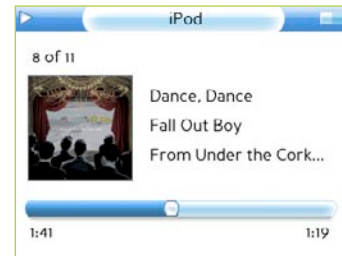 iPod
8 of 11
Dance, Dance
Fall Out Boy
From Under the Cork...
1:41
1:19